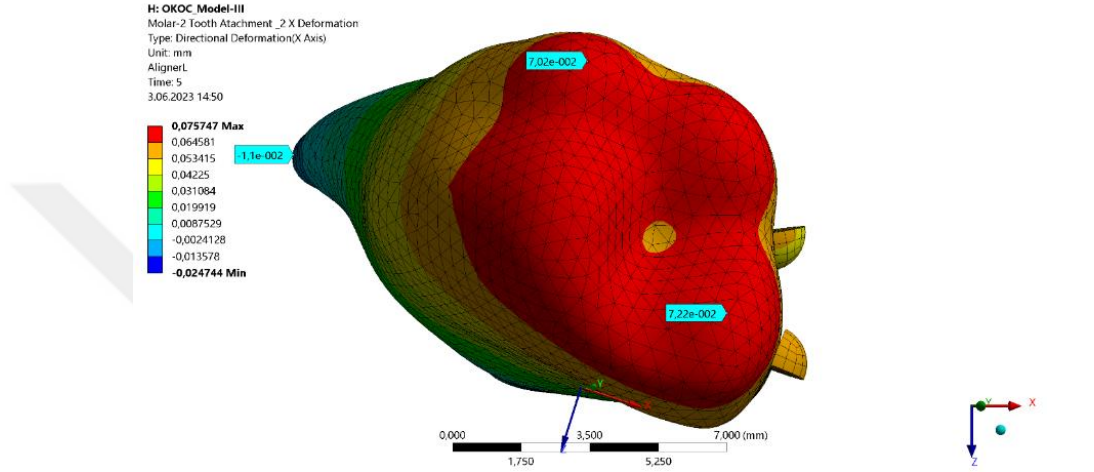 H: OKOC_Model-III
Molar-2 Tooth Atachment _2 X Deformation
Type: Directional Deformation(X Axis)
Unit: mm
AlignerL
Time: 5
3.06.2023 14:50
0,075747 Max
0,064581
0,053415
0,04225
0,031084
0,019919
0,0087529
-0,0024128
-0,013578
-0,024744 Min
7,02e-002
-1,1e-002
7,22e-002
Y
X
Z
0,000 3,500 7,000 (mm)
1,750 5,250
Y X
Z